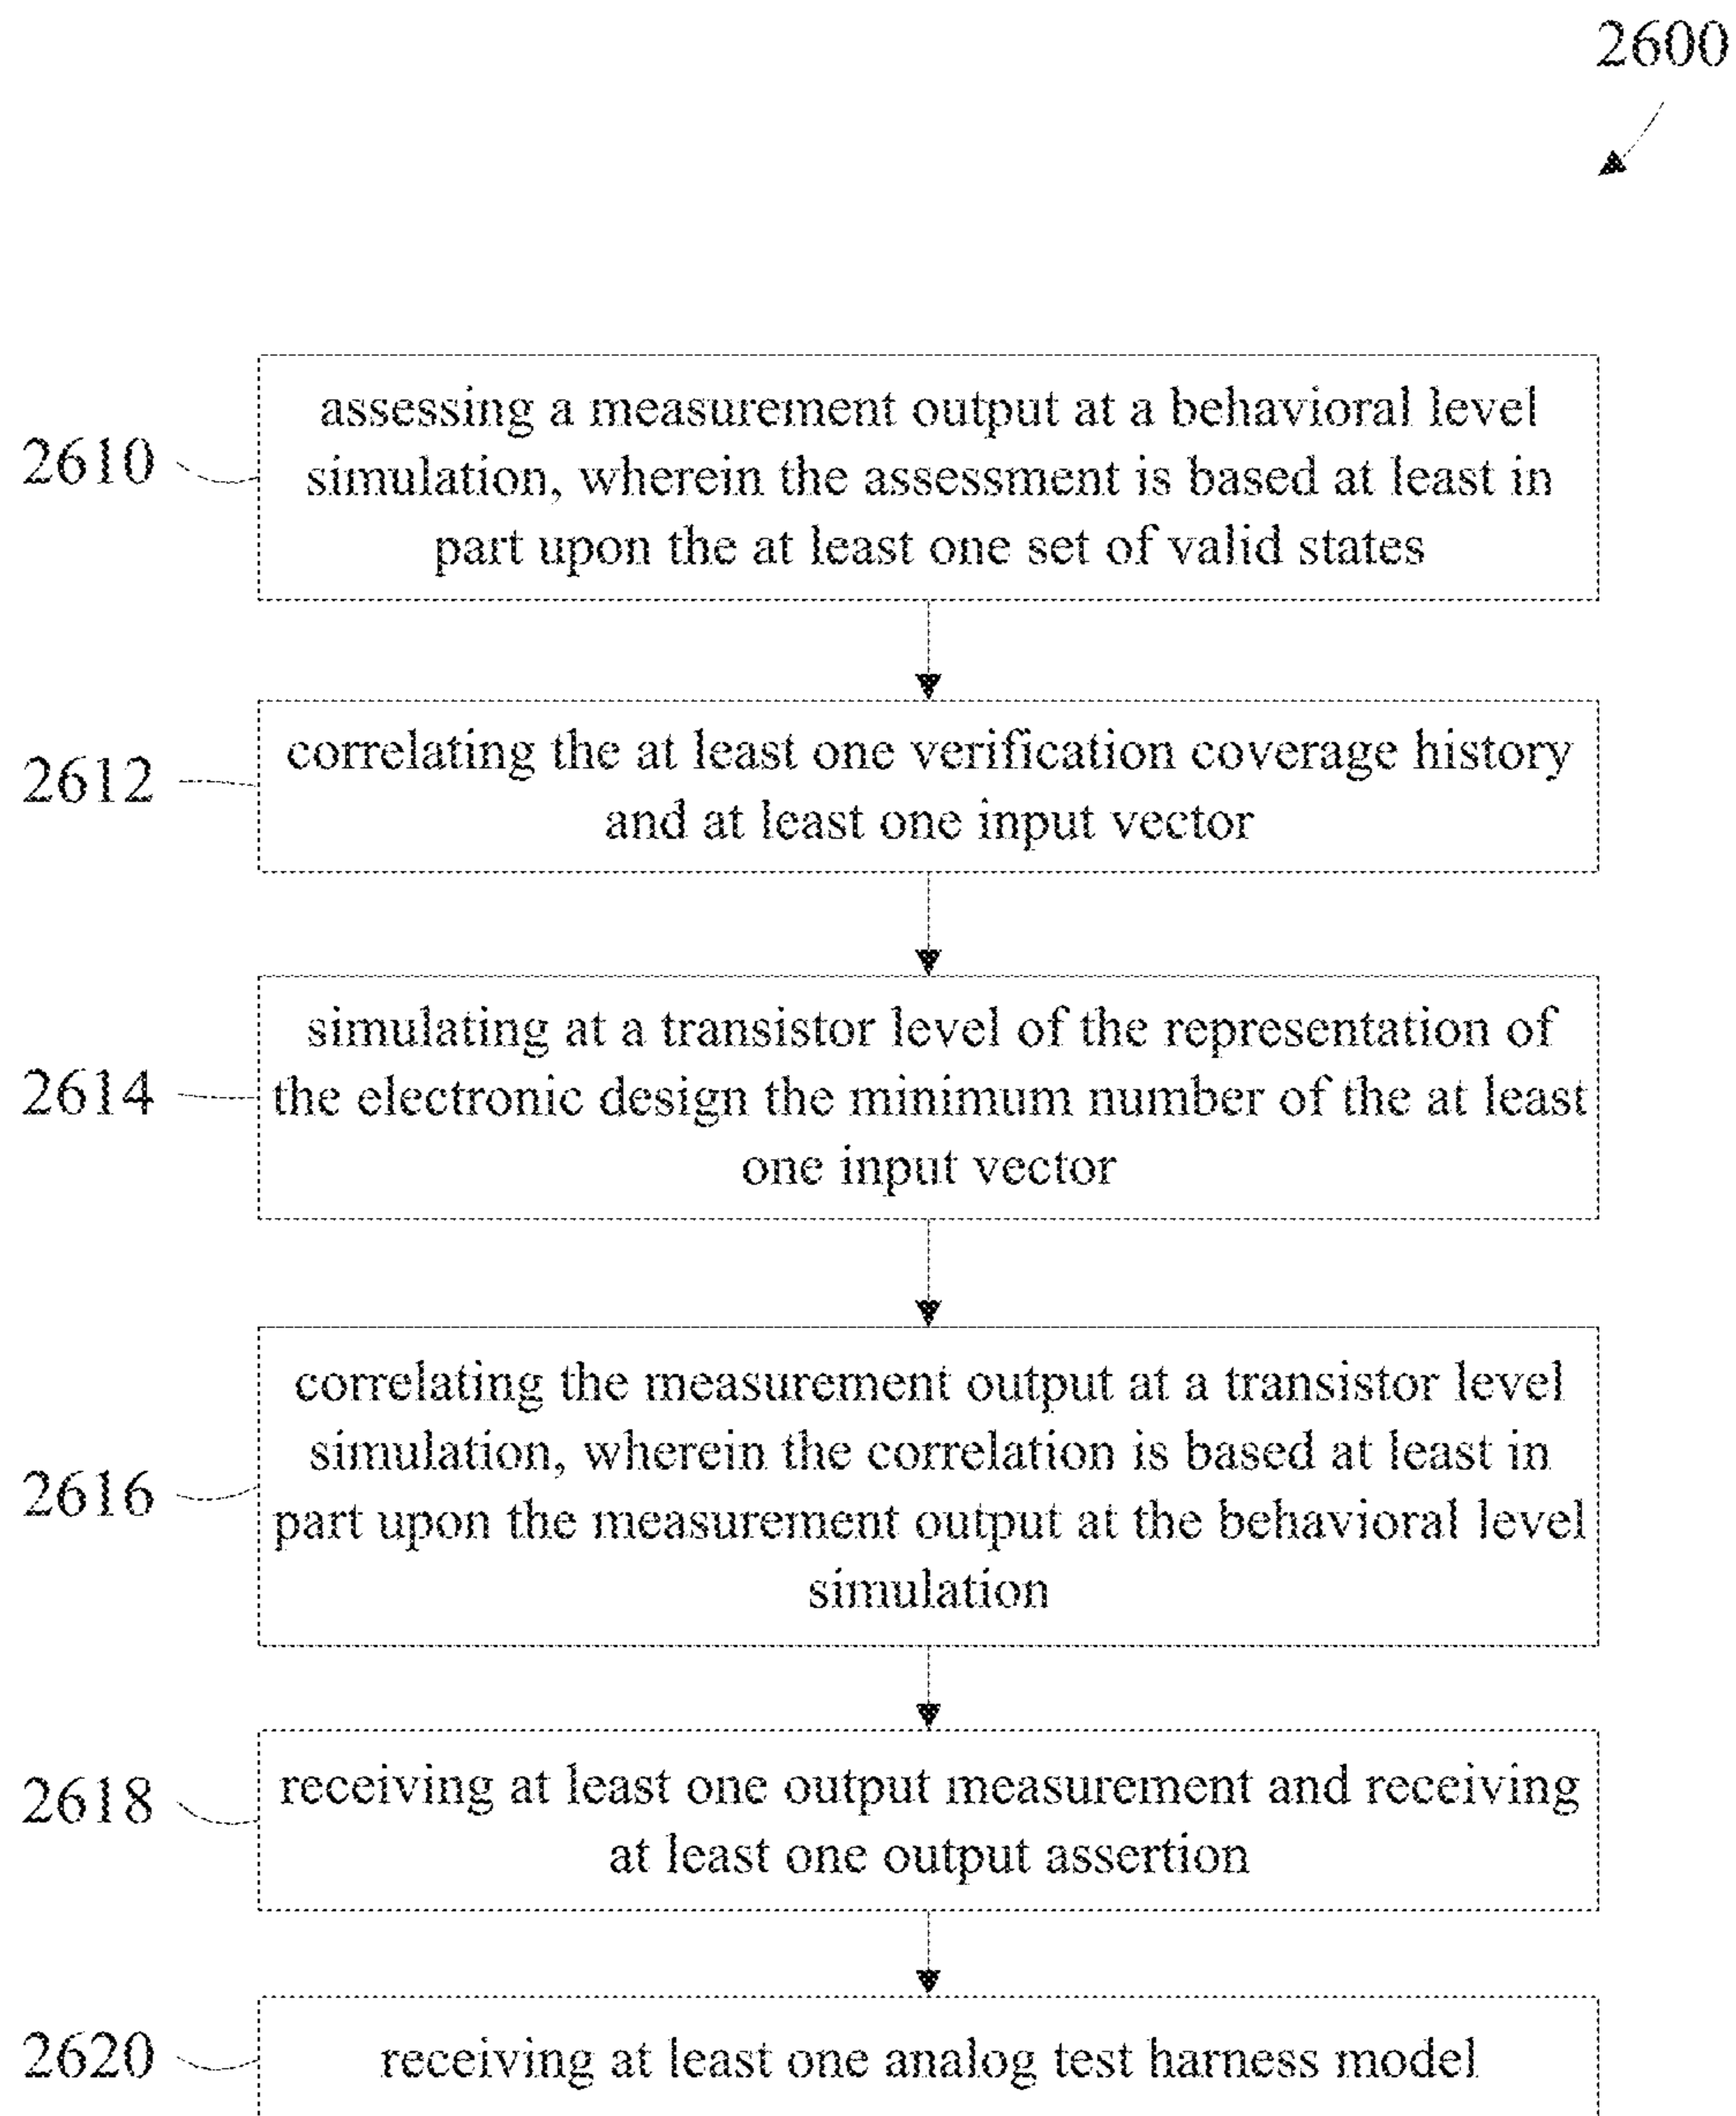 2600
2610
assessing a measurement output at a behavioral level
simulation, wherein the assessment is based at least in
part upon the at least one set of valid states
2612
correlating the at least one verification coverage history
and at least one input vector
2614
simulating at a transistor level of the representation of
the electronic design the minimum number of the at least
one input vector
2616
correlating the measurement output at a transistor level
simulation, wherein the correlation is based at least in
part upon the measurement output at the behavioral level
simulation
2618
receiving at least one output measurement and receiving
at least one output assertion
2620
receiving at least one analog test harness model